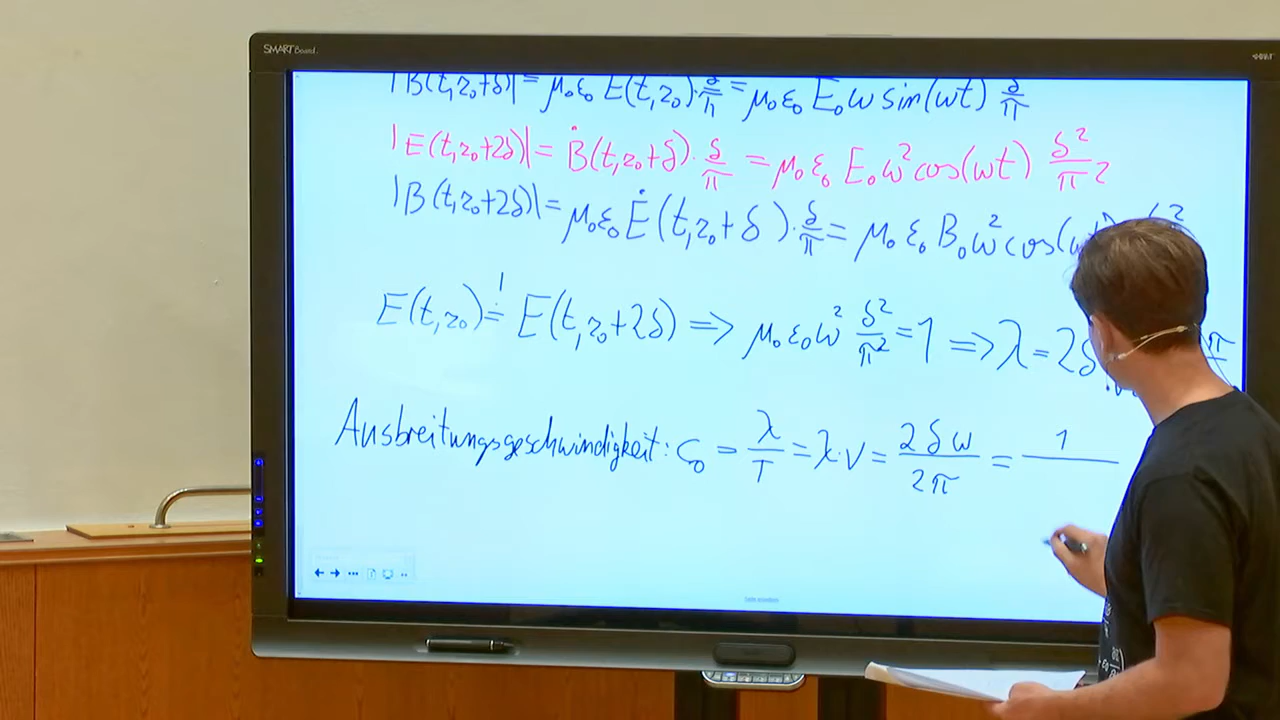 SMART Board
|B(t,z₀+δ)| = μ₀ε₀ E(t,z₀)·δ/π = μ₀ε₀ E₀ω sin(ωt) δ/π
|E(t,z₀+2δ)| = Ḃ(t,z₀+δ)·δ/π = μ₀ε₀ E₀ω² cos(ωt) δ²/π²
|B(t,z₀+2δ)| = μ₀ε₀ Ė(t,z₀+δ)·δ/π = μ₀ε₀ B₀ω² cos(ω
E(t,z₀) =! E(t,z₀+2δ) ⇒ μ₀ε₀ω² δ²/π² = 1 ⇒ λ = 2δ
Ausbreitungsgeschwindigkeit: c₀ = λ/T = λ·ν = 2δω/2π = 1/